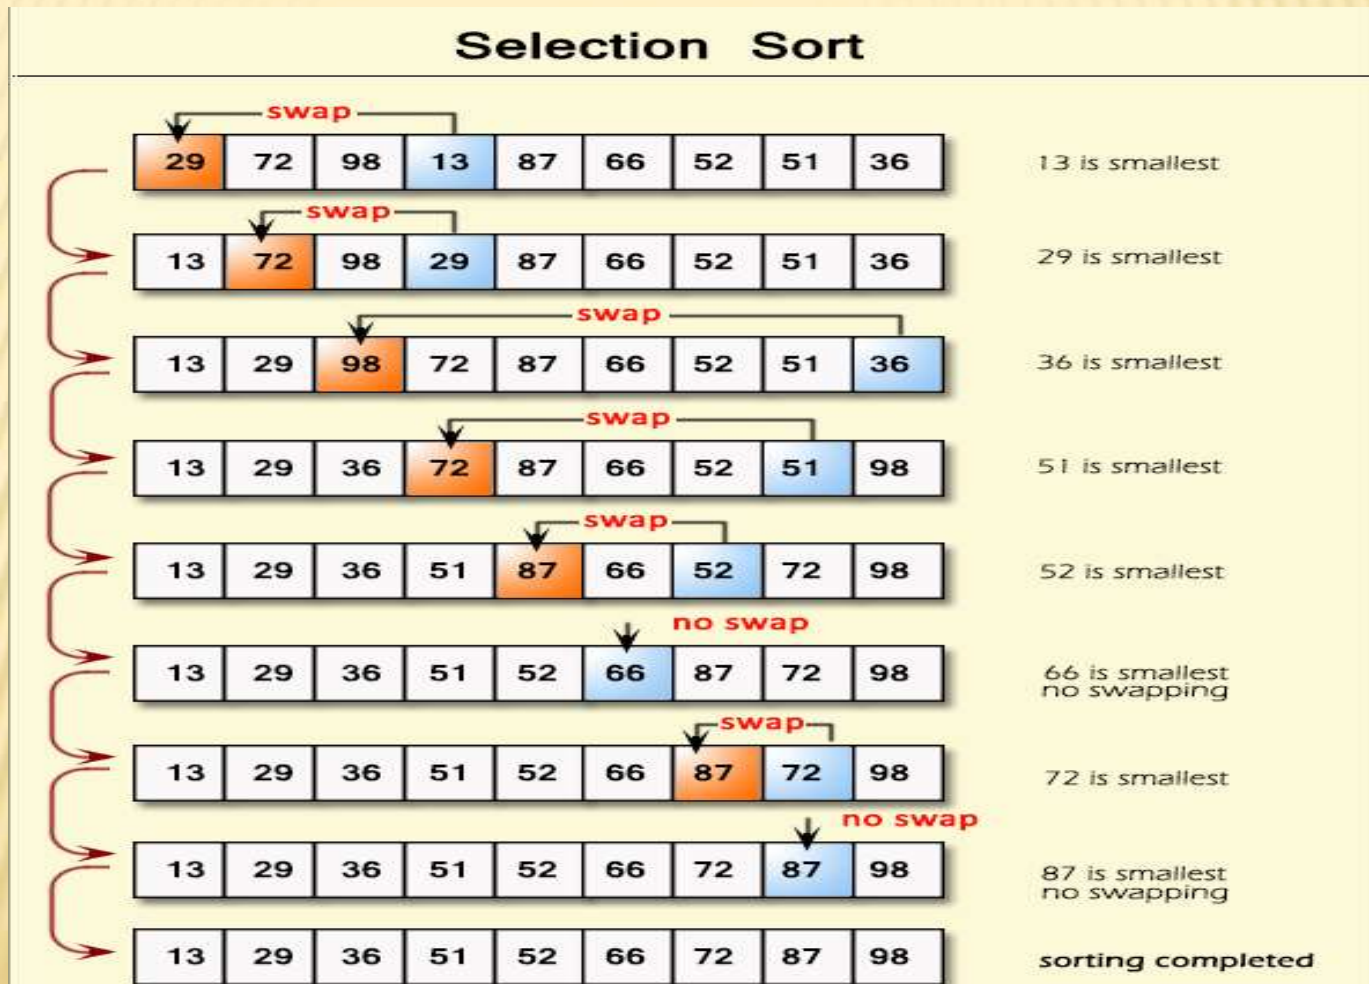 Selection Sort
swap
29 72 98 13 87 66 52 51 36 13 is smallest
swap
13 72 98 29 87 66 52 51 36 29 is smallest
swap
13 29 98 72 87 66 52 51 36 36 is smallest
swap
13 29 36 72 87 66 52 51 98 51 is smallest
swap
13 29 36 51 87 66 52 72 98 52 is smallest
no swap
13 29 36 51 52 66 87 72 98 66 is smallest
no swapping
swap
13 29 36 51 52 66 87 72 98 72 is smallest
no swap
13 29 36 51 52 66 72 87 98 87 is smallest
no swapping
13 29 36 51 52 66 72 87 98 sorting completed